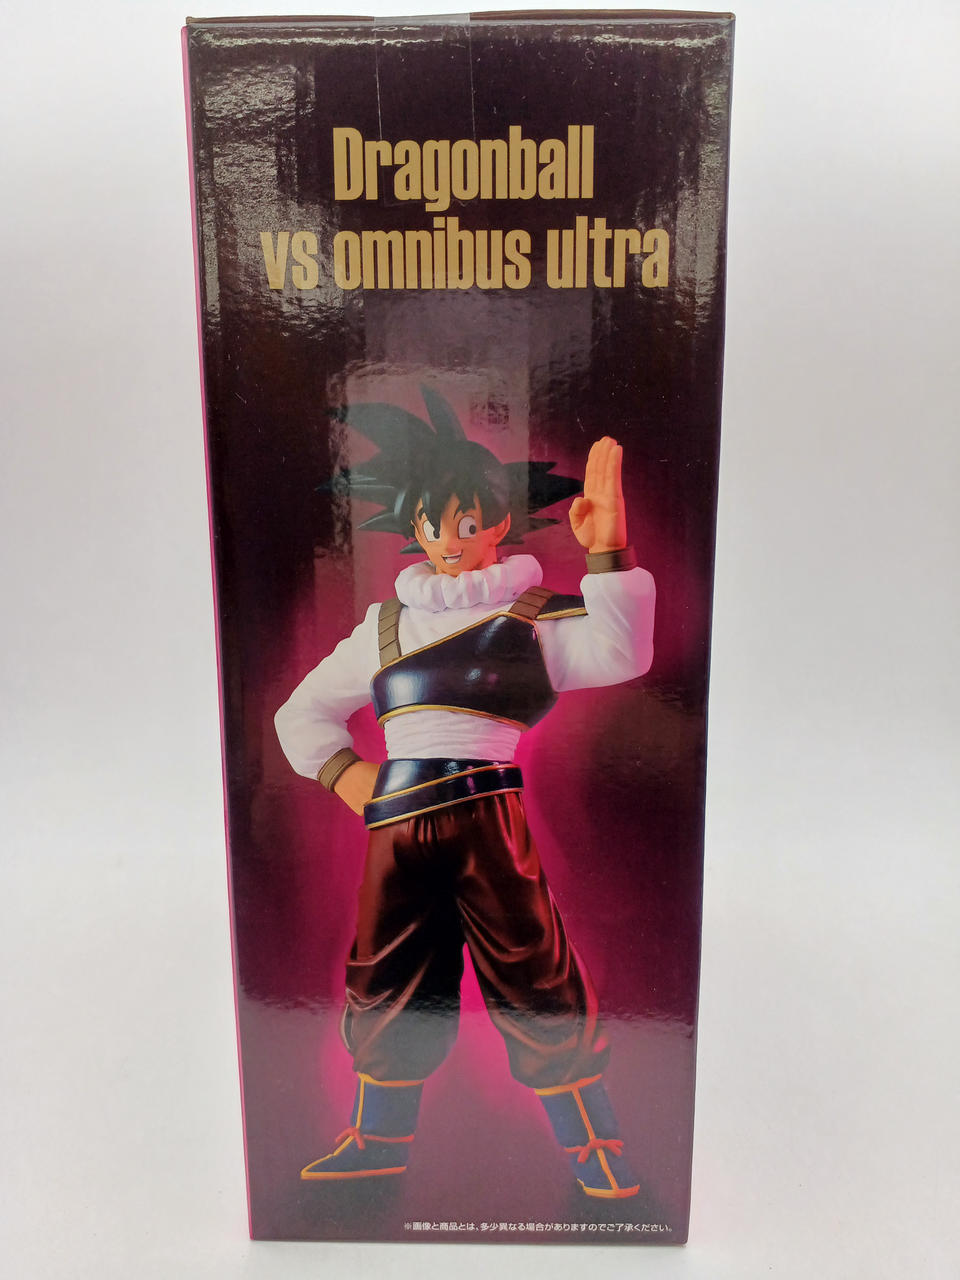 Dragonball
vs omnibus ultra
※画像と商品とは、多少異なる場合がありますのでご了承ください。